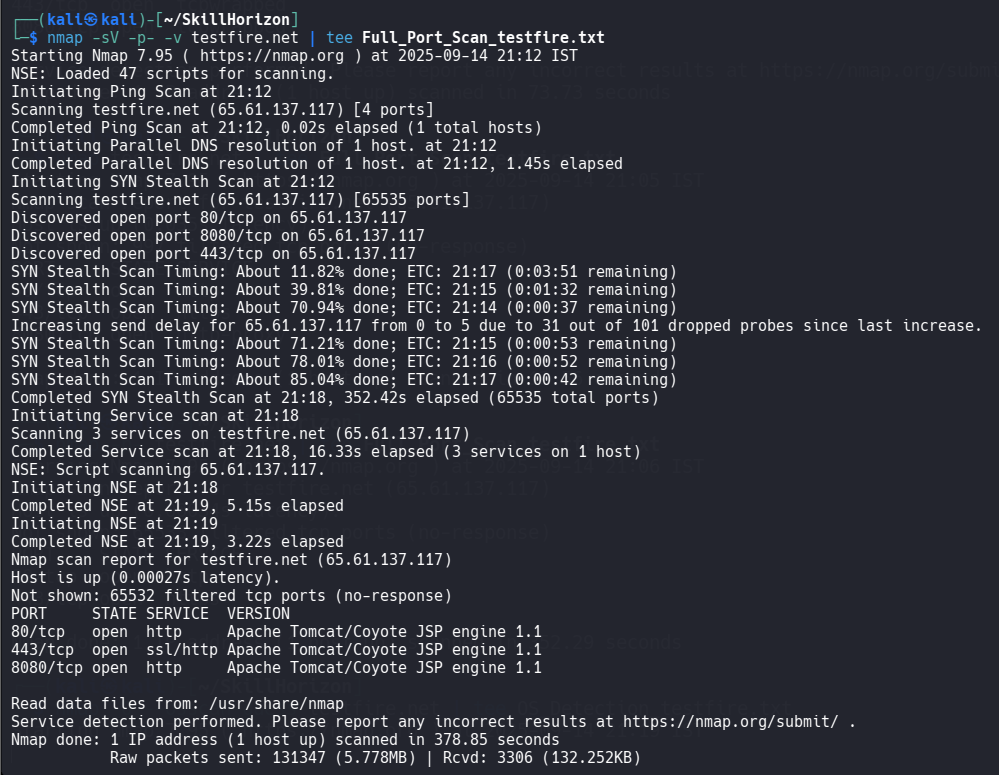 ┌──(kali㉿kali)-[~/SkillHorizon]
└─$ nmap -sV -p- -v testfire.net | tee Full_Port_Scan_testfire.txt
Starting Nmap 7.95 ( https://nmap.org ) at 2025-09-14 21:12 IST
NSE: Loaded 47 scripts for scanning.
Initiating Ping Scan at 21:12
Scanning testfire.net (65.61.137.117) [4 ports]
Completed Ping Scan at 21:12, 0.02s elapsed (1 total hosts)
Initiating Parallel DNS resolution of 1 host. at 21:12
Completed Parallel DNS resolution of 1 host. at 21:12, 1.45s elapsed
Initiating SYN Stealth Scan at 21:12
Scanning testfire.net (65.61.137.117) [65535 ports]
Discovered open port 80/tcp on 65.61.137.117
Discovered open port 8080/tcp on 65.61.137.117
Discovered open port 443/tcp on 65.61.137.117
SYN Stealth Scan Timing: About 11.82% done; ETC: 21:17 (0:03:51 remaining)
SYN Stealth Scan Timing: About 39.81% done; ETC: 21:15 (0:01:32 remaining)
SYN Stealth Scan Timing: About 70.94% done; ETC: 21:14 (0:00:37 remaining)
Increasing send delay for 65.61.137.117 from 0 to 5 due to 31 out of 101 dropped probes since last increase.
SYN Stealth Scan Timing: About 71.21% done; ETC: 21:15 (0:00:53 remaining)
SYN Stealth Scan Timing: About 78.01% done; ETC: 21:16 (0:00:52 remaining)
SYN Stealth Scan Timing: About 85.04% done; ETC: 21:17 (0:00:42 remaining)
Completed SYN Stealth Scan at 21:18, 352.42s elapsed (65535 total ports)
Initiating Service scan at 21:18
Scanning 3 services on testfire.net (65.61.137.117)
Completed Service scan at 21:18, 16.33s elapsed (3 services on 1 host)
NSE: Script scanning 65.61.137.117.
Initiating NSE at 21:18
Completed NSE at 21:19, 5.15s elapsed
Initiating NSE at 21:19
Completed NSE at 21:19, 3.22s elapsed
Nmap scan report for testfire.net (65.61.137.117)
Host is up (0.00027s latency).
Not shown: 65532 filtered tcp ports (no-response)
PORT     STATE SERVICE  VERSION
80/tcp   open  http     Apache Tomcat/Coyote JSP engine 1.1
443/tcp  open  ssl/http Apache Tomcat/Coyote JSP engine 1.1
8080/tcp open  http     Apache Tomcat/Coyote JSP engine 1.1
Read data files from: /usr/share/nmap
Service detection performed. Please report any incorrect results at https://nmap.org/submit/ .
Nmap done: 1 IP address (1 host up) scanned in 378.85 seconds
Raw packets sent: 131347 (5.778MB) | Rcvd: 3306 (132.252KB)